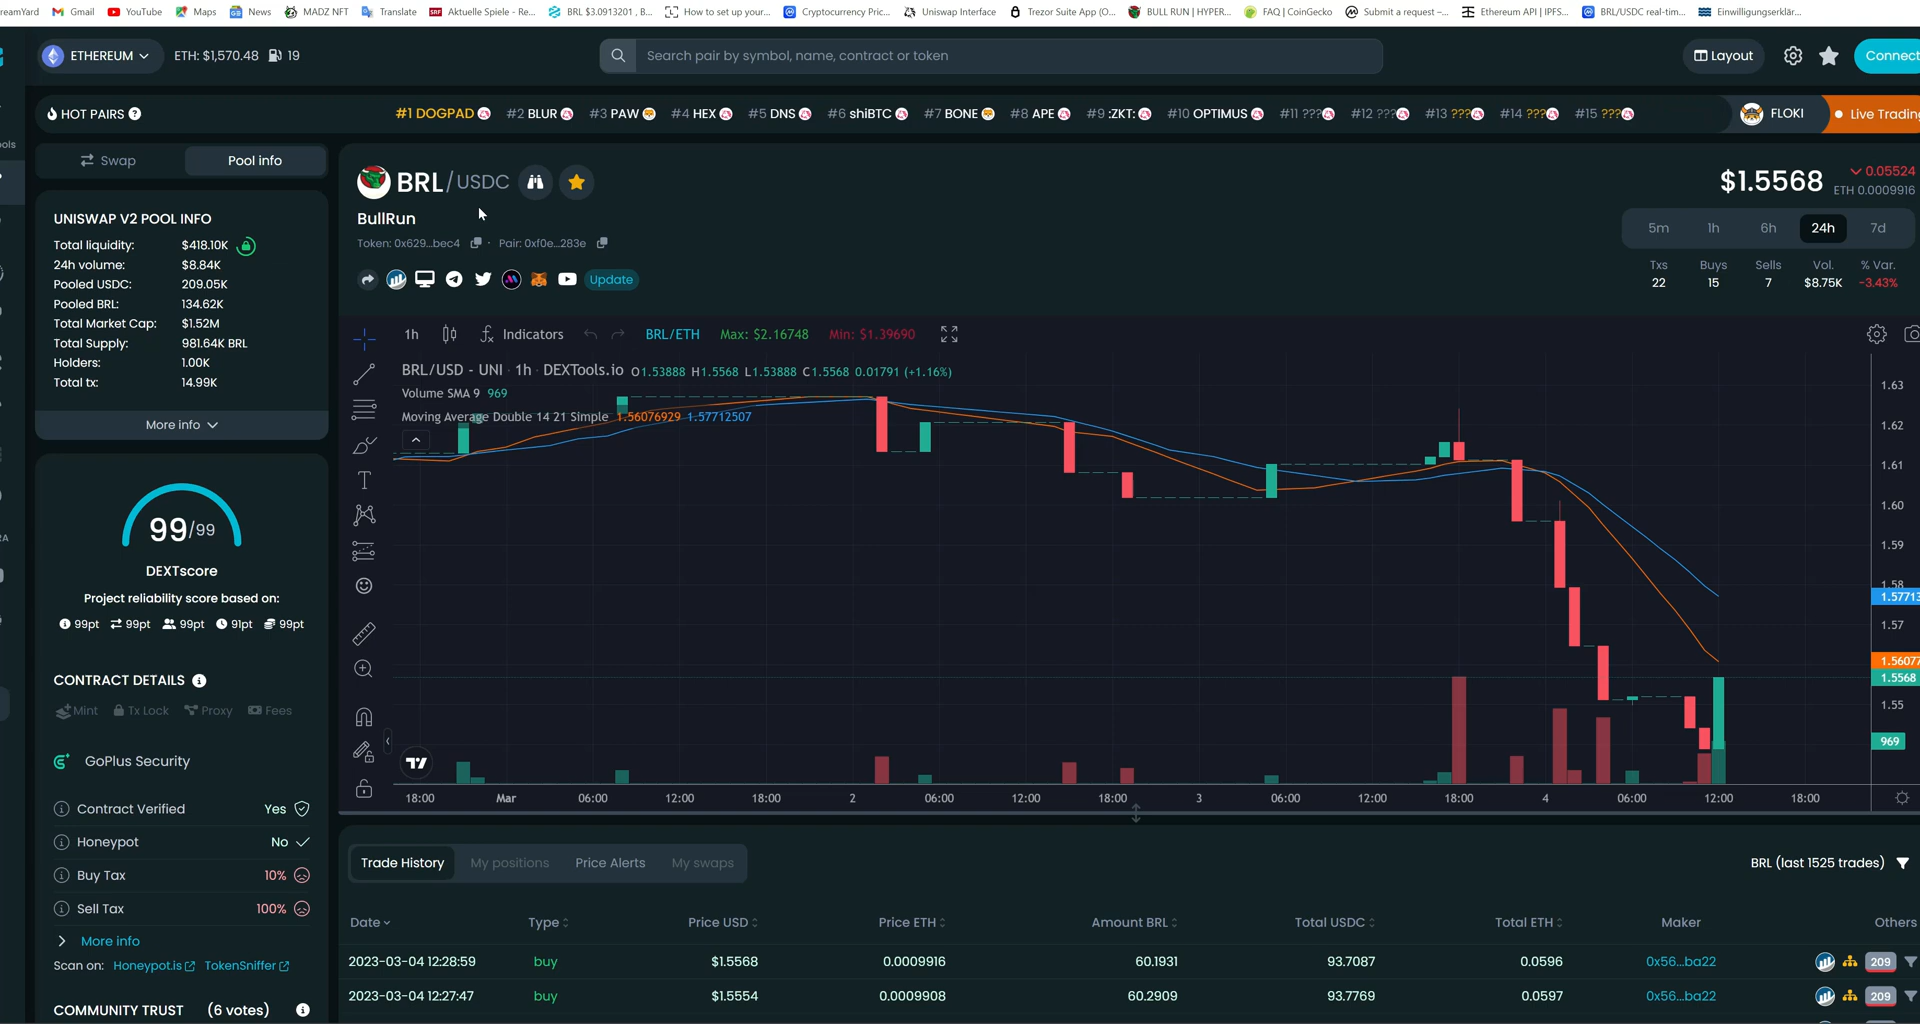 reamYard Gmail YouTube Maps News MADZ NFT Translate Aktuelle Spiele - Re... BRL $3.0913201 , B... How to set up your... Cryptocurrency Pric... Uniswap Interface Trezor Suite App (O... BULL RUN | HYPER... FAQ | CoinGecko Submit a request –... Ethereum API | IPFS... BRL/USDC real-tim... Einwilligungserklär...
ETHEREUM ETH: $1,570.48 19 Search pair by symbol, name, contract or token Layout Connect
HOT PAIRS #1 DOGPAD #2 BLUR #3 PAW #4 HEX #5 DNS #6 shiBTC #7 BONE #8 APE #9 :ZKT: #10 OPTIMUS #11 ??? #12 ??? #13 ??? #14 ??? #15 ??? FLOKI Live Trading
ools
Swap Pool info
BRL/USDC
$1.5568 0.05524
ETH 0.0009916
BullRun
Token: 0x629...bec4 · Pair: 0xf0e...283e
5m 1h 6h 24h 7d
Txs Buys Sells Vol. % Var.
22 15 7 $8.75K -3.43%
Update
UNISWAP V2 POOL INFO
Total liquidity: $418.10K
24h volume: $8.84K
Pooled USDC: 209.05K
Pooled BRL: 134.62K
Total Market Cap: $1.52M
Total Supply: 981.64K BRL
Holders: 1.00K
Total tx: 14.99K
More info
99/99
DEXTscore
Project reliability score based on:
99pt 99pt 99pt 91pt 99pt
CONTRACT DETAILS
Mint Tx Lock Proxy Fees
GoPlus Security
Contract Verified Yes
Honeypot No
Buy Tax 10%
Sell Tax 100%
More info
Scan on: Honeypot.is TokenSniffer
COMMUNITY TRUST (6 votes)
1h Indicators BRL/ETH Max: $2.16748 Min: $1.39690
BRL/USD - UNI · 1h · DEXTools.io O1.53888 H1.5568 L1.53888 C1.5568 0.01791 (+1.16%)
Volume SMA 9 969
Moving Average Double 14 21 Simple 1.56076929 1.57712507
1.63
1.62
1.61
1.60
1.59
1.58
1.57713
1.57
1.56077
1.5568
1.55
969
18:00 Mar 06:00 12:00 18:00 2 06:00 12:00 18:00 3 06:00 12:00 18:00 4 06:00 12:00 18:00
Trade History My positions Price Alerts My swaps BRL (last 1525 trades)
Date Type Price USD Price ETH Amount BRL Total USDC Total ETH Maker Others
2023-03-04 12:28:59 buy $1.5568 0.0009916 60.1931 93.7087 0.0596 0x56...ba22 209
2023-03-04 12:27:47 buy $1.5554 0.0009908 60.2909 93.7769 0.0597 0x56...ba22 209